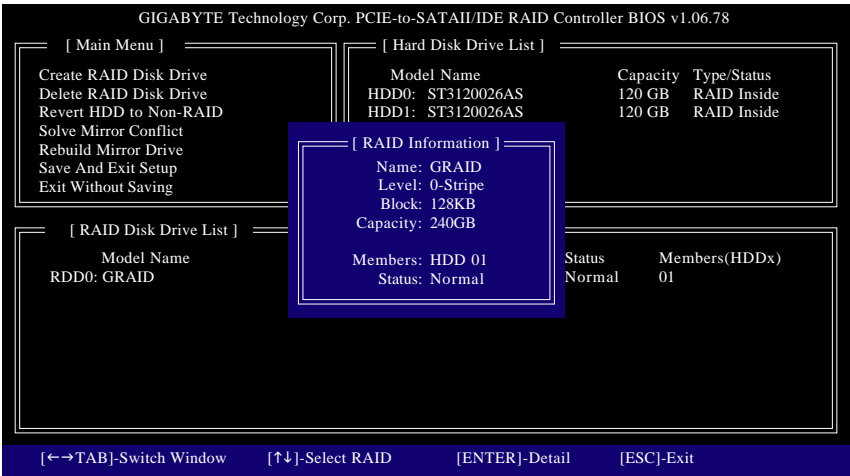 GIGABYTE Technology Corp. PCIE-to-SATAII/IDE RAID Controller BIOS v1.06.78
[ Main Menu ]
Create RAID Disk Drive
Delete RAID Disk Drive
Revert HDD to Non-RAID
Solve Mirror Conflict
Rebuild Mirror Drive
Save And Exit Setup
Exit Without Saving
[ Hard Disk Drive List ]
Model Name Capacity Type/Status
HDD0: ST3120026AS 120 GB RAID Inside
HDD1: ST3120026AS 120 GB RAID Inside
[ RAID Information ]
Name: GRAID
Level: 0-Stripe
Block: 128KB
Capacity: 240GB
Members: HDD 01
Status: Normal
[ RAID Disk Drive List ]
Model Name Status Members(HDDx)
RDD0: GRAID Normal 01
[←→TAB]-Switch Window [↑↓]-Select RAID [ENTER]-Detail [ESC]-Exit